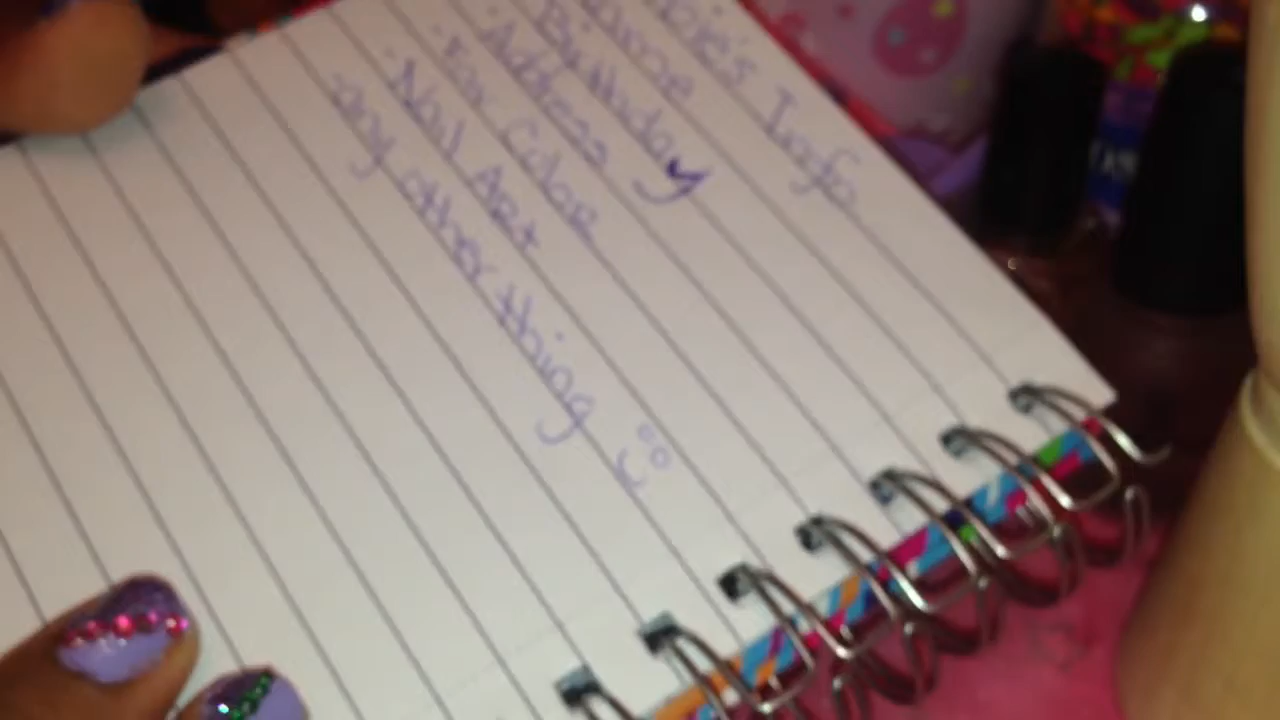 Info
Birthday
Address
-Fav Color
-Nail Art
-any other thing